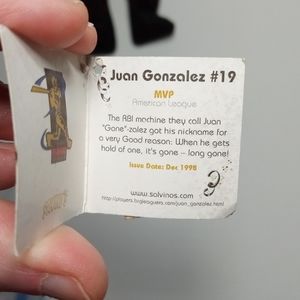 Juan Gonzalez #19
MVP
American League
The RBI machine they call Juan
"Gone"-zalez got his nickname for
a very Good reason: When he gets
hold of one, it's gone -- long gone!
Issue Date: Dec 1998
www.salvinos.com
http://players.bigleaguers.com/juan_gonzalez.html